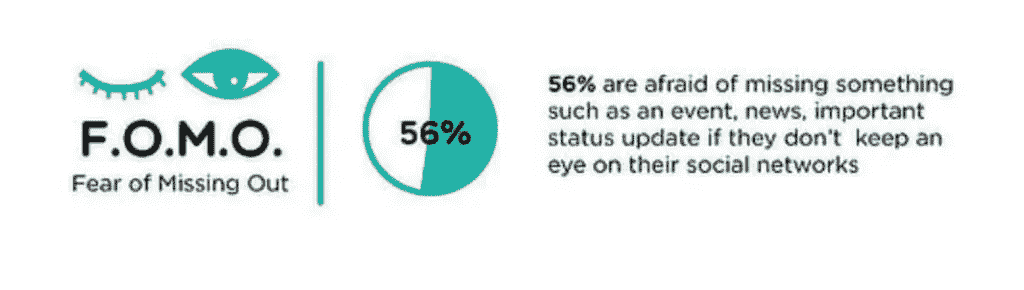 F.O.M.O.
Fear of Missing Out
56%
56% are afraid of missing something
such as an event, news, important
status update if they don't keep an
eye on their social networks